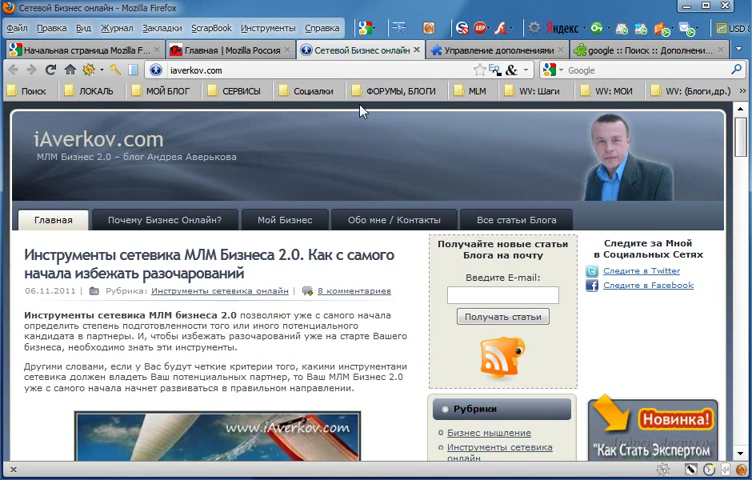 Сетевой Бизнес онлайн - Mozilla Firefox
Файл Правка Вид Журнал Закладки ScrapBook Инструменты Справка
Яндекс
USD
Начальная страница Mozilla F...
Главная | Mozilla Россия
Сетевой Бизнес онлайн
Управление дополнениями
google :: Поиск :: Дополнени...
iaverkov.com
Google
Поиск ЛОКАЛЬ МОЙ БЛОГ СЕРВИСЫ Социалки ФОРУМЫ, БЛОГИ MLM WV: Шаги WV: МОИ WV: (Блоги,др.)
iAverkov.com
МЛМ Бизнес 2.0 – блог Андрея Аверькова
Главная Почему Бизнес Онлайн? Мой Бизнес Обо мне / Контакты Все статьи Блога
Инструменты сетевика МЛМ Бизнеса 2.0. Как с самого
начала избежать разочарований
06.11.2011 | Рубрика: Инструменты сетевика онлайн | 8 комментариев
Инструменты сетевика МЛМ бизнеса 2.0 позволяют уже с самого начала
определить степень подготовленности того или иного потенциального
кандидата в партнеры. И, чтобы избежать разочарований уже на старте Вашего
бизнеса, необходимо знать эти инструменты.
Другими словами, если у Вас будут четкие критерии того, какими инструментами
сетевика должен владеть Ваш потенциальных партнер, то Ваш МЛМ Бизнес 2.0
уже с самого начала начнет развиваться в правильном направлении.
www.iAverkov.com
Получайте новые статьи
Блога на почту
Введите E-mail:
Получать статьи
Рубрики
Бизнес мышление
Инструменты сетевика
онлайн
Следите за Мной
в Социальных Сетях
Следите в Twitter
Следите в Facebook
Новинка!
"Как Стать Экспертом